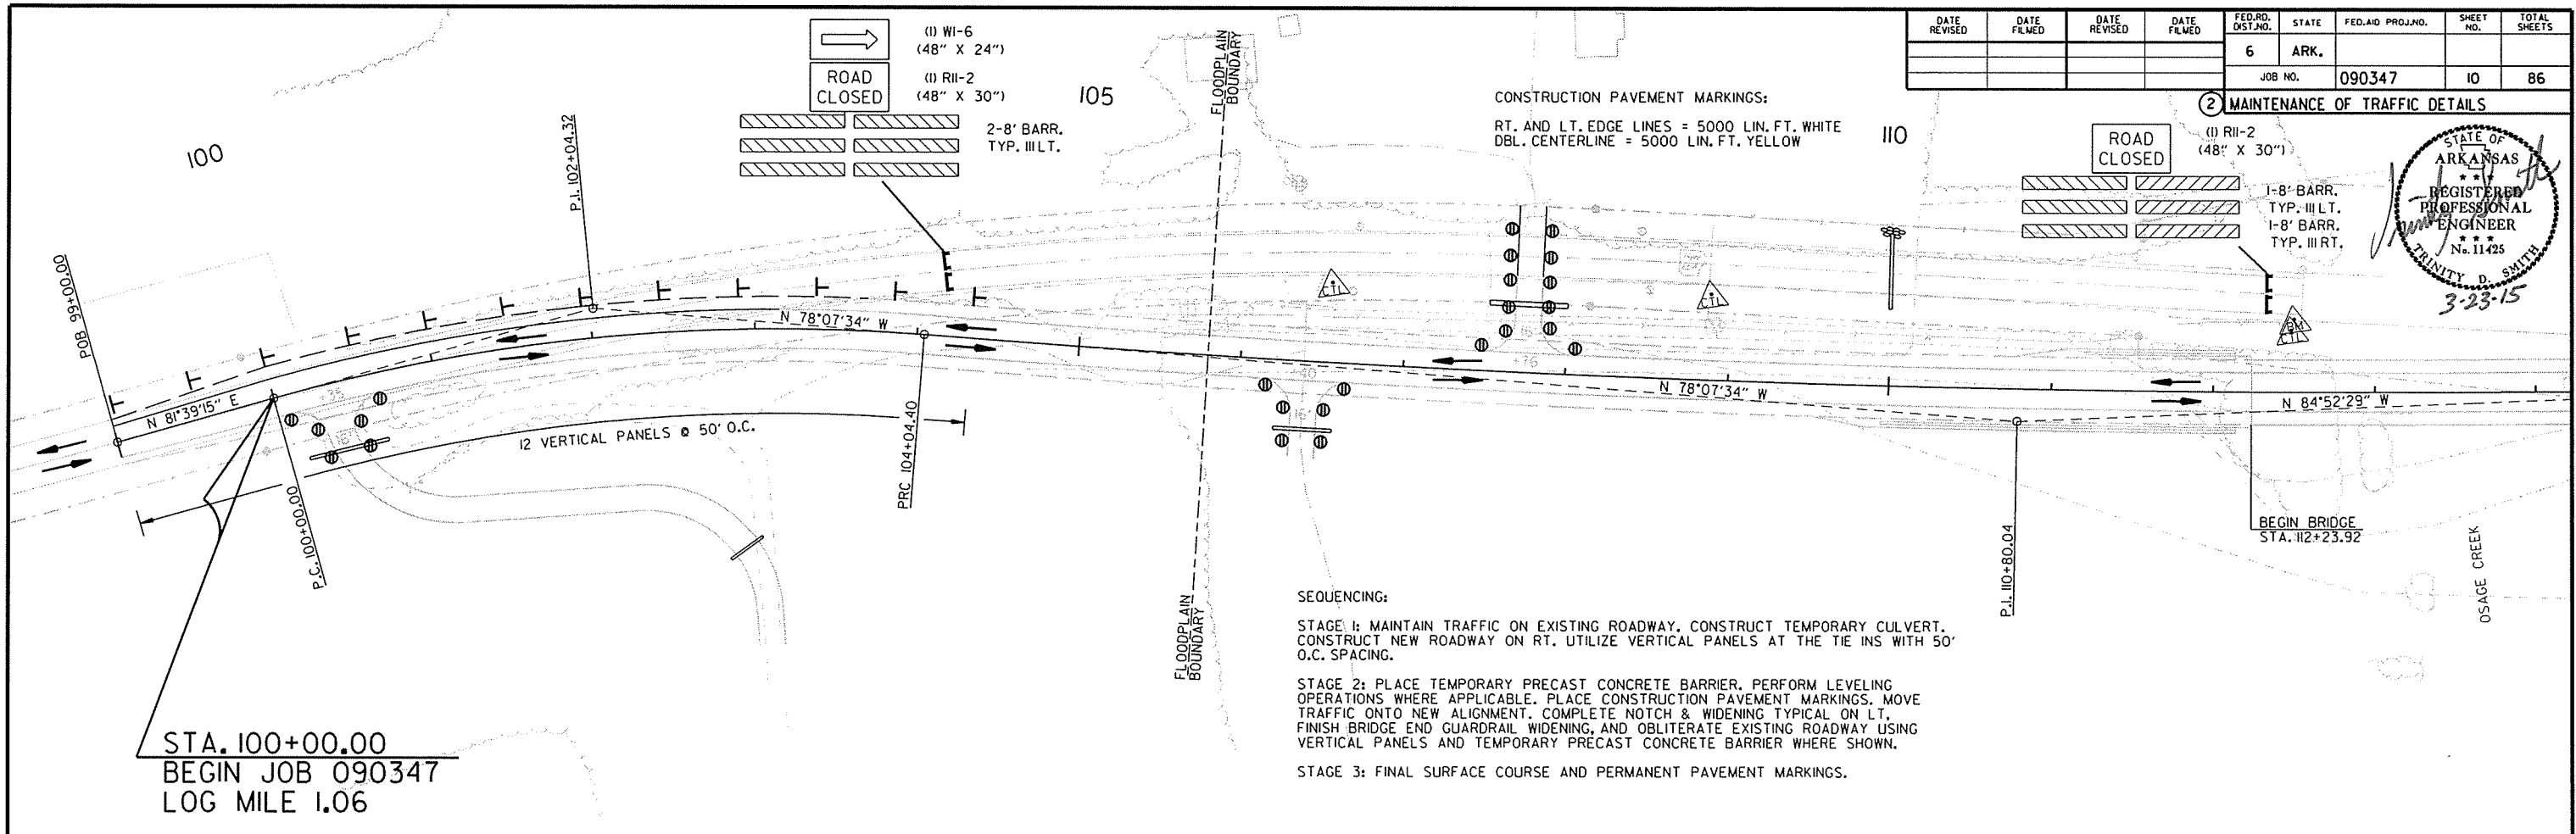 (1) W1-6
(48" X 24")
ROAD
CLOSED
(1) R11-2
(48" X 30")
2-8' BARR.
TYP. III LT.
100
105
110
FLOODPLAIN
BOUNDARY
DATE
REVISED
DATE
FILMED
DATE
REVISED
DATE
FILMED
FED.RD.
DIST.NO.
STATE
FED.AID PROJ.NO.
SHEET
NO.
TOTAL
SHEETS
6
ARK.
JOB NO.
090347
10
86
2 MAINTENANCE OF TRAFFIC DETAILS
CONSTRUCTION PAVEMENT MARKINGS:
RT. AND LT. EDGE LINES = 5000 LIN. FT. WHITE
DBL. CENTERLINE = 5000 LIN. FT. YELLOW
ROAD
CLOSED
(1) R11-2
(48" X 30")
1-8' BARR.
TYP. III LT.
1-8' BARR.
TYP. III RT.
STATE OF
ARKANSAS
REGISTERED
PROFESSIONAL
ENGINEER
No. 11425
TRINITY D. SMITH
3-23-15
POB 99+00.00
P.I. 102+04.32
N 81°39'15" E
N 78°07'34" W
CTL
CTL
BM
CTL
+35
16'
+76
16'
N 78°07'34" W
N 84°52'29" W
12 VERTICAL PANELS @ 50' O.C.
P.C. 100+00.00
PRC 104+04.40
P.I. 110+80.04
BEGIN BRIDGE
STA. 112+23.92
OSAGE CREEK
FLOODPLAIN
BOUNDARY
STA. 100+00.00
BEGIN JOB 090347
LOG MILE 1.06
SEQUENCING:
STAGE 1: MAINTAIN TRAFFIC ON EXISTING ROADWAY. CONSTRUCT TEMPORARY CULVERT.
CONSTRUCT NEW ROADWAY ON RT. UTILIZE VERTICAL PANELS AT THE TIE INS WITH 50'
O.C. SPACING.
STAGE 2: PLACE TEMPORARY PRECAST CONCRETE BARRIER. PERFORM LEVELING
OPERATIONS WHERE APPLICABLE. PLACE CONSTRUCTION PAVEMENT MARKINGS. MOVE
TRAFFIC ONTO NEW ALIGNMENT. COMPLETE NOTCH & WIDENING TYPICAL ON LT.
FINISH BRIDGE END GUARDRAIL WIDENING, AND OBLITERATE EXISTING ROADWAY USING
VERTICAL PANELS AND TEMPORARY PRECAST CONCRETE BARRIER WHERE SHOWN.
STAGE 3: FINAL SURFACE COURSE AND PERMANENT PAVEMENT MARKINGS.